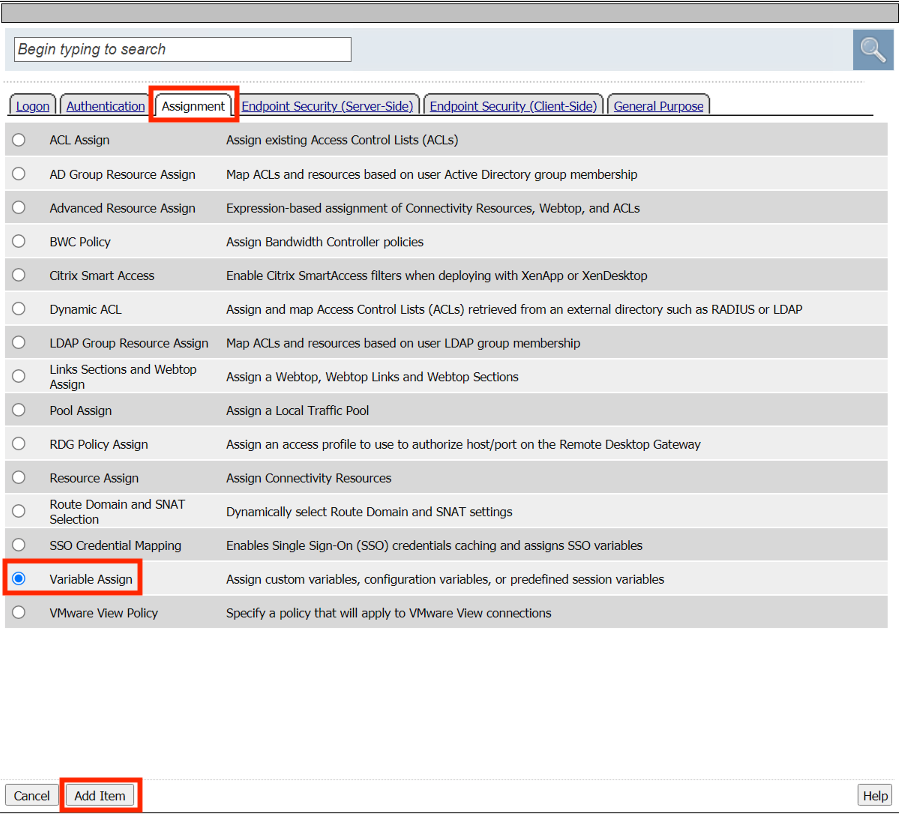 Begin typing to search
Logon Authentication Assignment Endpoint Security (Server-Side) Endpoint Security (Client-Side) General Purpose
ACL Assign Assign existing Access Control Lists (ACLs)
AD Group Resource Assign Map ACLs and resources based on user Active Directory group membership
Advanced Resource Assign Expression-based assignment of Connectivity Resources, Webtop, and ACLs
BWC Policy Assign Bandwidth Controller policies
Citrix Smart Access Enable Citrix SmartAccess filters when deploying with XenApp or XenDesktop
Dynamic ACL Assign and map Access Control Lists (ACLs) retrieved from an external directory such as RADIUS or LDAP
LDAP Group Resource Assign Map ACLs and resources based on user LDAP group membership
Links Sections and Webtop
Assign Assign a Webtop, Webtop Links and Webtop Sections
Pool Assign Assign a Local Traffic Pool
RDG Policy Assign Assign an access profile to use to authorize host/port on the Remote Desktop Gateway
Resource Assign Assign Connectivity Resources
Route Domain and SNAT
Selection Dynamically select Route Domain and SNAT settings
SSO Credential Mapping Enables Single Sign-On (SSO) credentials caching and assigns SSO variables
Variable Assign Assign custom variables, configuration variables, or predefined session variables
VMware View Policy Specify a policy that will apply to VMware View connections
Cancel Add Item Help